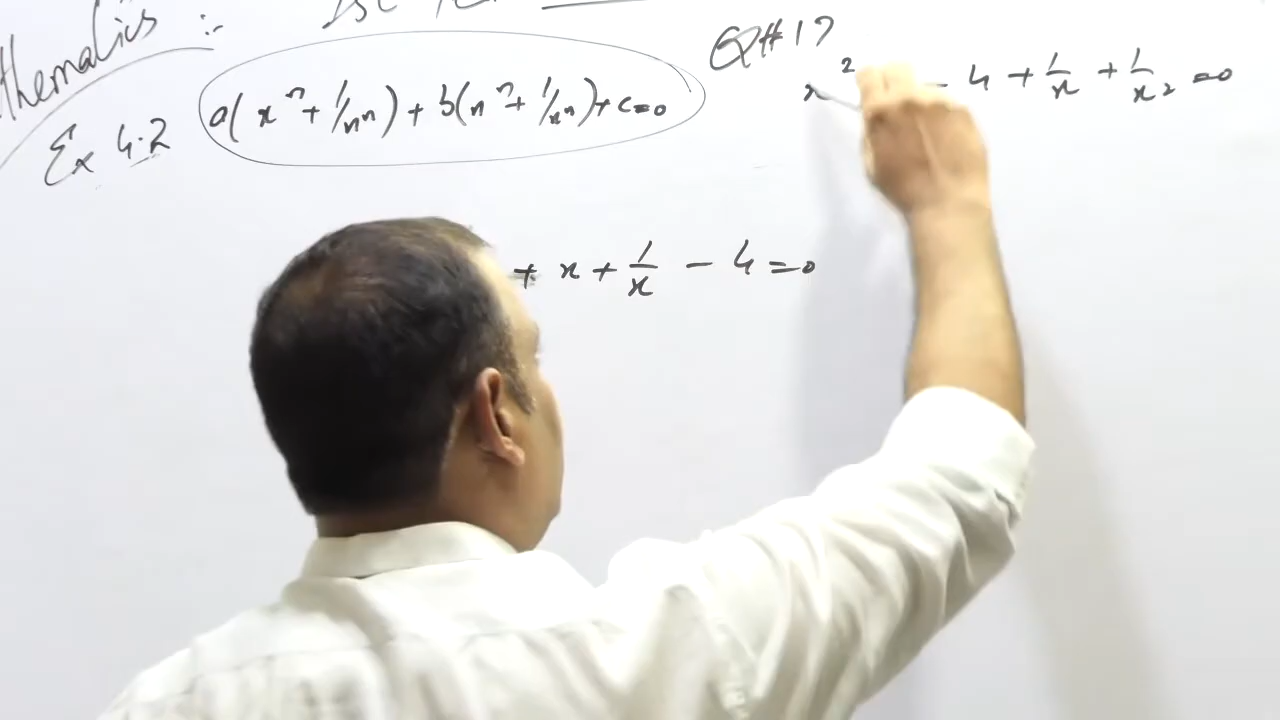 thematics :-
Ex 4.2
a( x^n + 1/x^n ) + b( x^n + 1/x^n ) + c=0
Q#17
x^2 - 4 + 1/x + 1/x^2 =0
+ x + 1/x - 4 =0